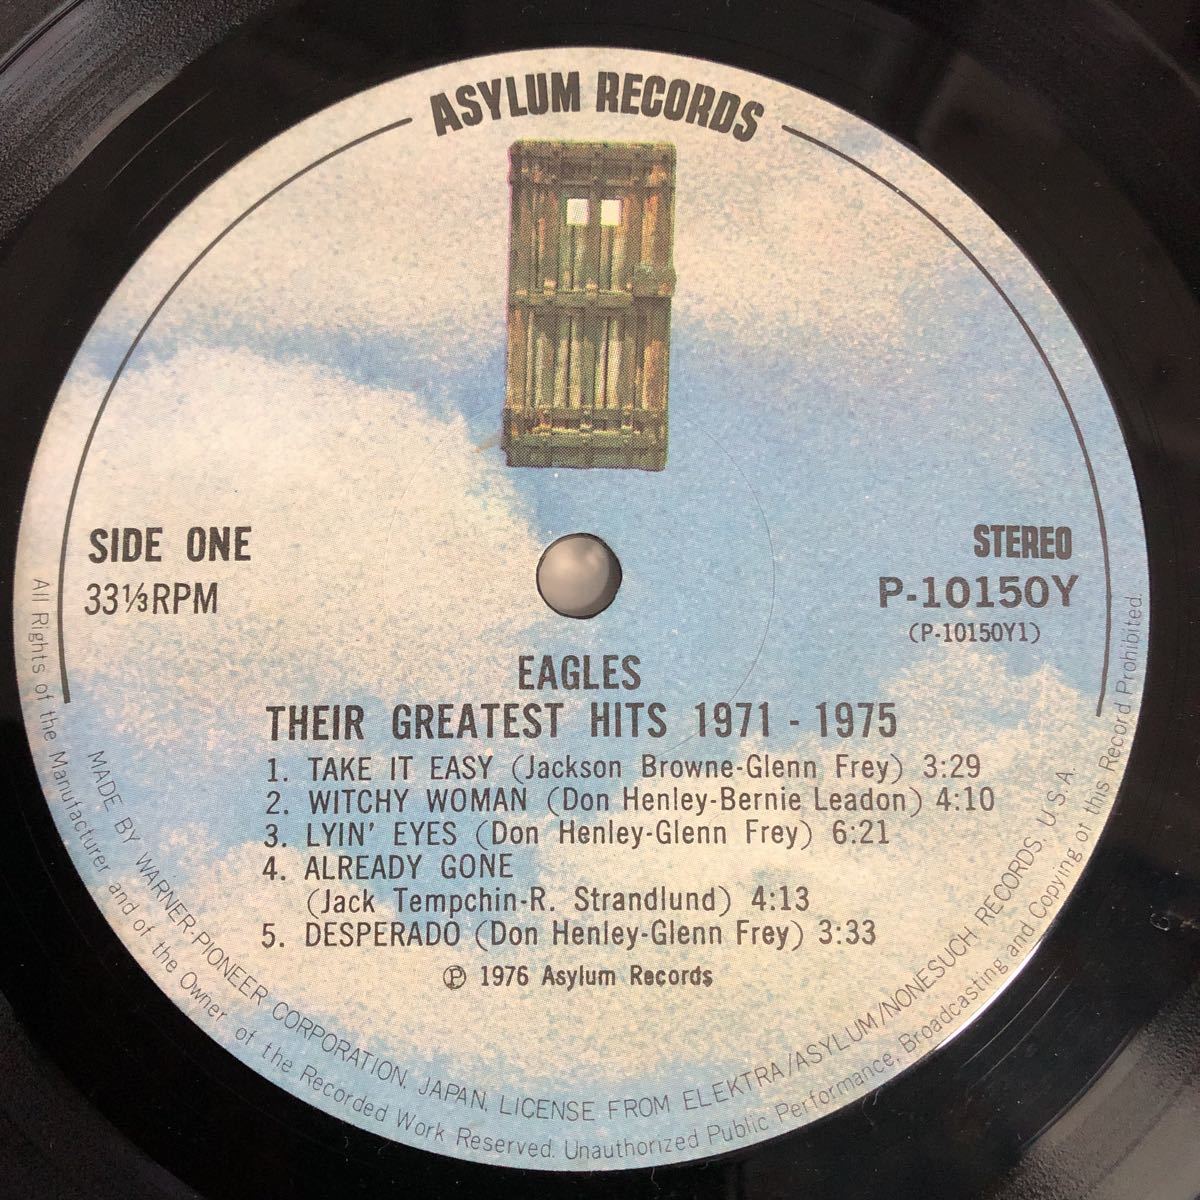 ASYLUM RECORDS
SIDE ONE
33⅓RPM
STEREO
P-10150Y
(P-10150Y1)
EAGLES
THEIR GREATEST HITS 1971 - 1975
1. TAKE IT EASY (Jackson Browne-Glenn Frey) 3:29
2. WITCHY WOMAN (Don Henley-Bernie Leadon) 4:10
3. LYIN' EYES (Don Henley-Glenn Frey) 6:21
4. ALREADY GONE
(Jack Tempchin-R. Strandlund) 4:13
5. DESPERADO (Don Henley-Glenn Frey) 3:33
Ⓟ 1976 Asylum Records
MADE BY WARNER-PIONEER CORPORATION, JAPAN, LICENSE FROM ELEKTRA/ASYLUM/NONESUCH RECORDS, U.S.A.
All Rights of the Manufacturer and of the Owner of the Recorded Work Reserved. Unauthorized Public Performance, Broadcasting and Copying of this Record Prohibited.